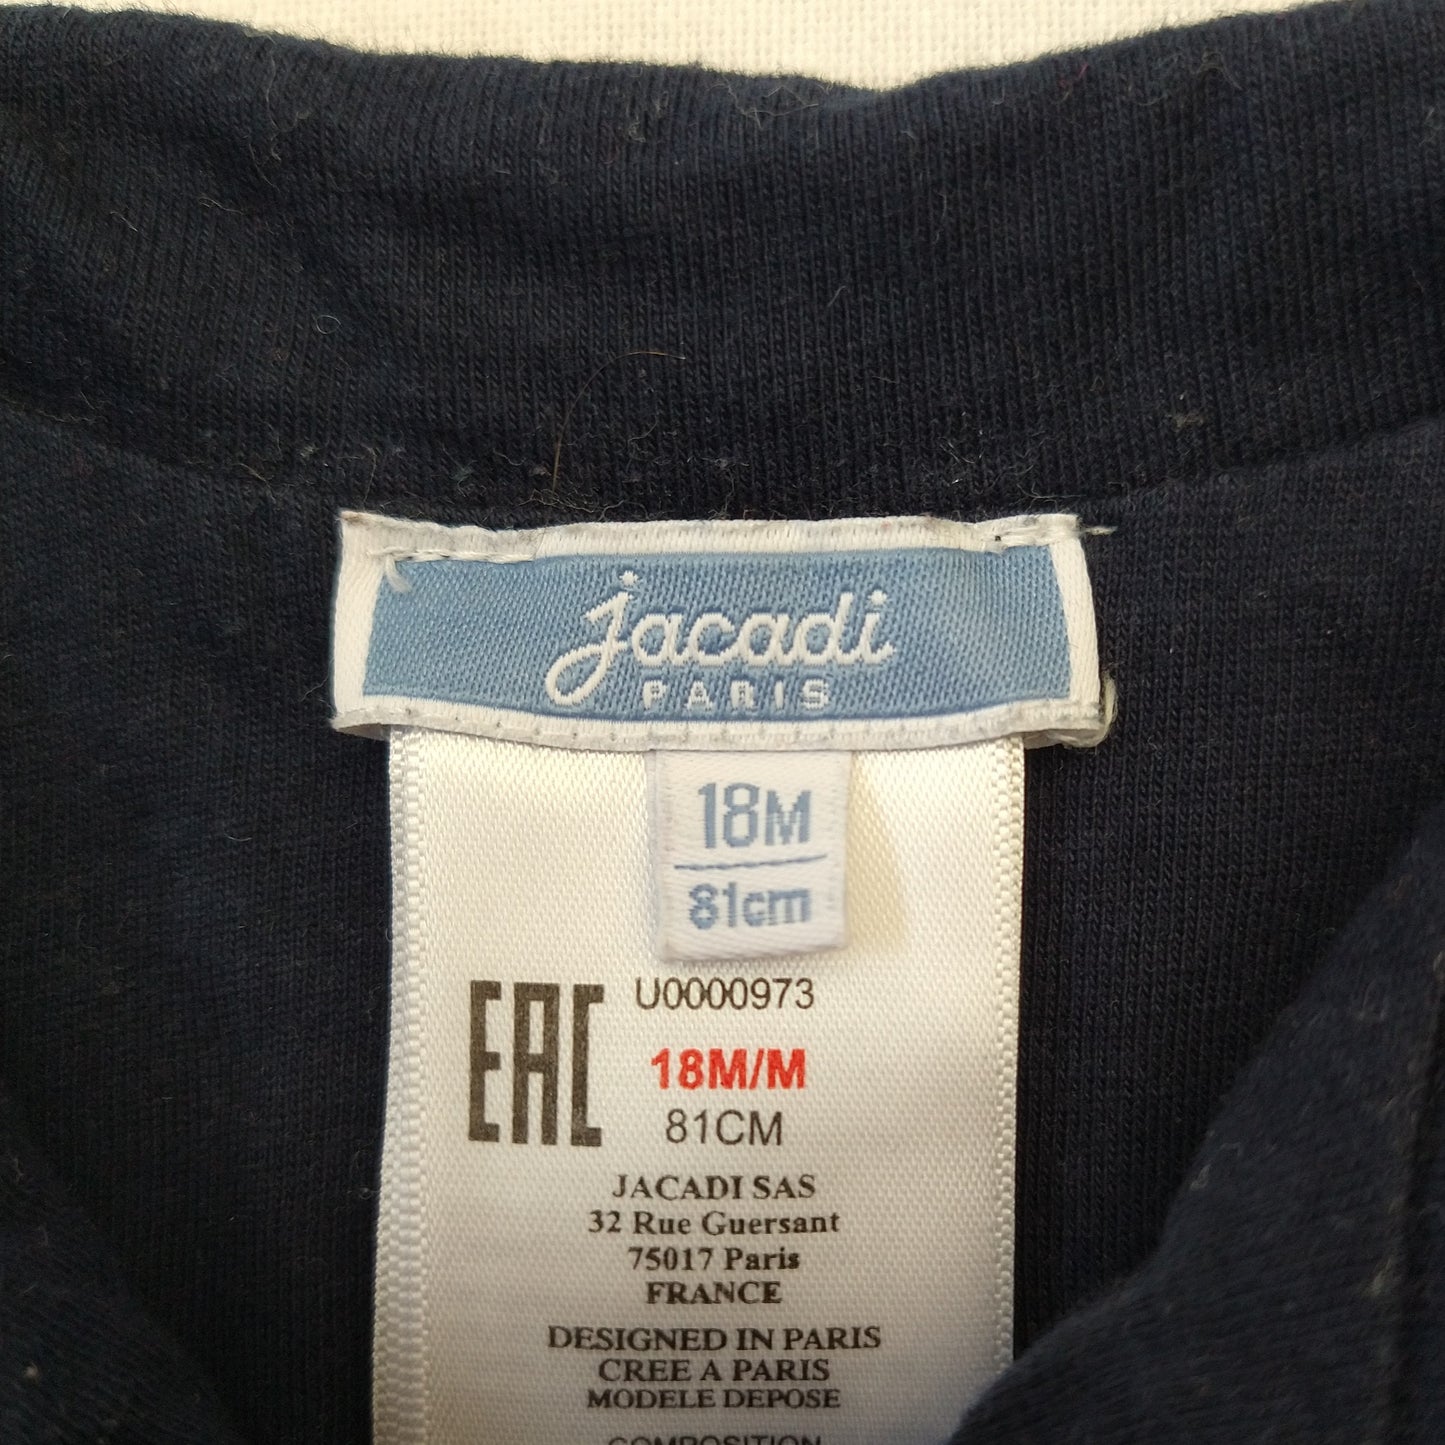 jacadi
PARIS
18M
81cm
EAC
U0000973
18M/M
81CM
JACADI SAS
32 Rue Guersant
75017 Paris
FRANCE
DESIGNED IN PARIS
CREE A PARIS
MODELE DEPOSE
COMPOSITION